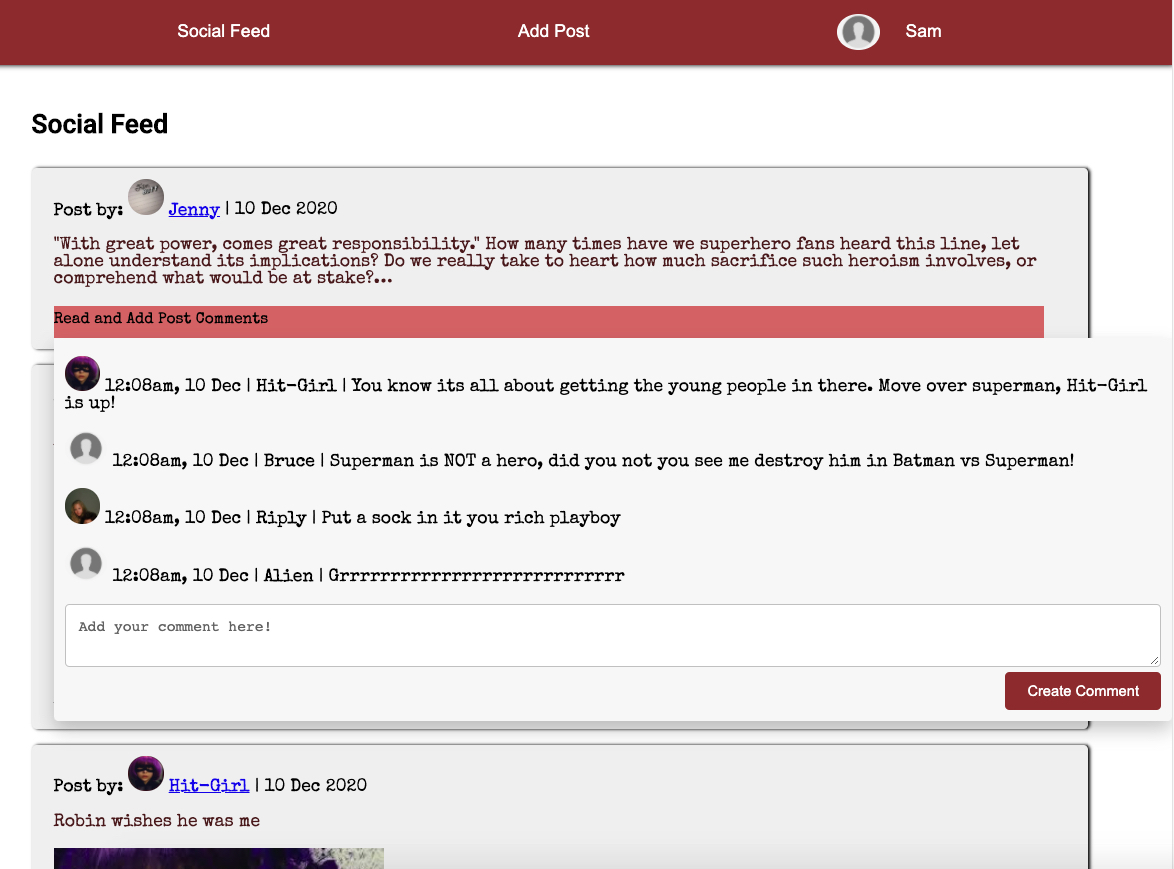 Social Feed
Add Post
Sam
Social Feed
Post by: Jenny | 10 Dec 2020
"With great power, comes great responsibility." How many times have we superhero fans heard this line, let
alone understand its implications? Do we really take to heart how much sacrifice such heroism involves, or
comprehend what would be at stake?...
Read and Add Post Comments
12:08am, 10 Dec | Hit-Girl | You know its all about getting the young people in there. Move over superman, Hit-Girl
is up!
12:08am, 10 Dec | Bruce | Superman is NOT a hero, did you not you see me destroy him in Batman vs Superman!
12:08am, 10 Dec | Riply | Put a sock in it you rich playboy
12:08am, 10 Dec | Alien | Grrrrrrrrrrrrrrrrrrrrrrrrrrr
Add your comment here!
Create Comment
Post by: Hit-Girl | 10 Dec 2020
Robin wishes he was me